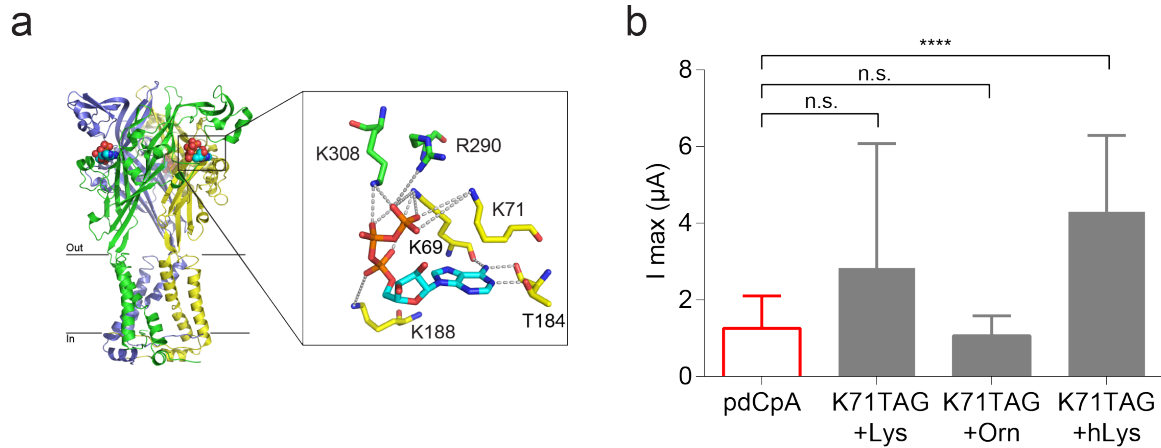 a
Out
In
K308
R290
K71
K69
T184
K188
b
****
n.s.
n.s.
I max (µA)
8
6
4
2
0
pdCpA
K71TAG
+Lys
K71TAG
+Orn
K71TAG
+hLys